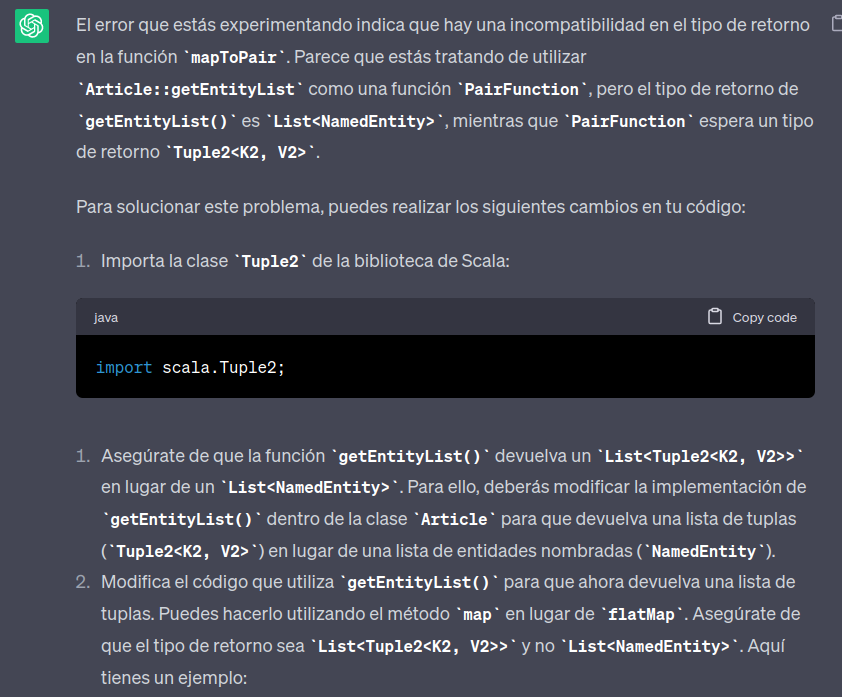 El error que estás experimentando indica que hay una incompatibilidad en el tipo de retorno
en la función `mapToPair`. Parece que estás tratando de utilizar
`Article::getEntityList` como una función `PairFunction`, pero el tipo de retorno de
`getEntityList()` es `List<NamedEntity>`, mientras que `PairFunction` espera un tipo
de retorno `Tuple2<K2, V2>`.
Para solucionar este problema, puedes realizar los siguientes cambios en tu código:
1. Importa la clase `Tuple2` de la biblioteca de Scala:
java Copy code
import scala.Tuple2;
1. Asegúrate de que la función `getEntityList()` devuelva un `List<Tuple2<K2, V2>>`
en lugar de un `List<NamedEntity>`. Para ello, deberás modificar la implementación de
`getEntityList()` dentro de la clase `Article` para que devuelva una lista de tuplas
(`Tuple2<K2, V2>`) en lugar de una lista de entidades nombradas (`NamedEntity`).
2. Modifica el código que utiliza `getEntityList()` para que ahora devuelva una lista de
tuplas. Puedes hacerlo utilizando el método `map` en lugar de `flatMap`. Asegúrate de
que el tipo de retorno sea `List<Tuple2<K2, V2>>` y no `List<NamedEntity>`. Aquí
tienes un ejemplo: